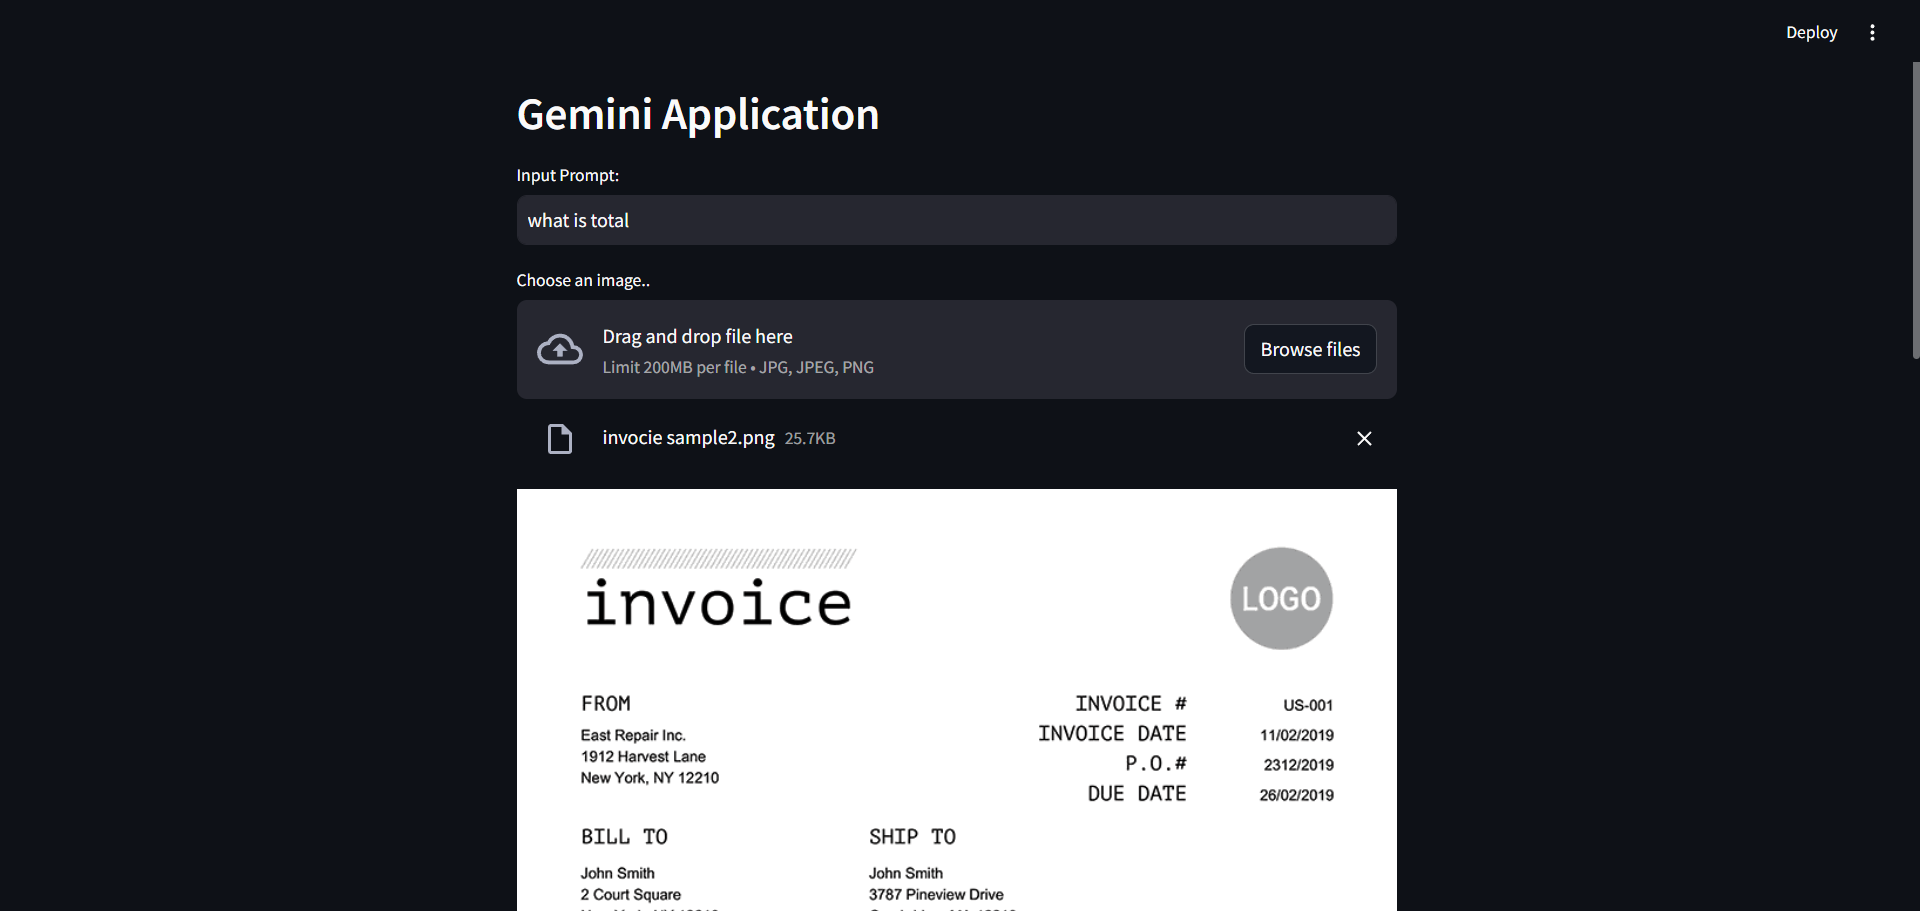 Deploy
Gemini Application
Input Prompt:
what is total
Choose an image..
Drag and drop file here
Limit 200MB per file • JPG, JPEG, PNG
Browse files
invocie sample2.png 25.7KB
invoice
LOGO
FROM
East Repair Inc.
1912 Harvest Lane
New York, NY 12210
INVOICE # US-001
INVOICE DATE 11/02/2019
P.O.# 2312/2019
DUE DATE 26/02/2019
BILL TO
John Smith
2 Court Square
SHIP TO
John Smith
3787 Pineview Drive